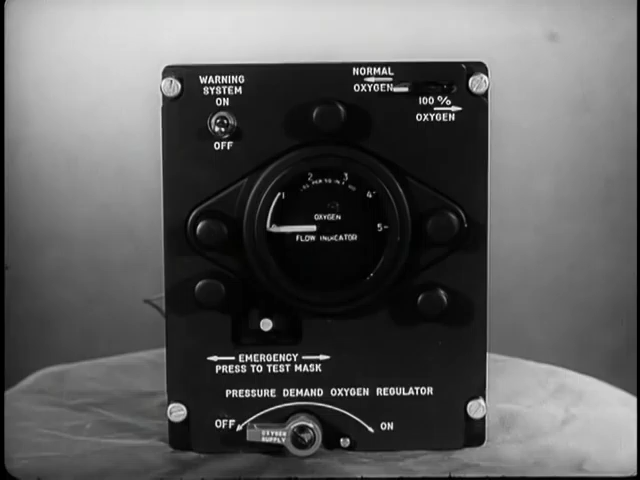 WARNING
SYSTEM
ON
OFF
NORMAL
OXYGEN
100 %
OXYGEN
1 2 3 4 5
OXYGEN
FLOW INDICATOR
EMERGENCY
PRESS TO TEST MASK
PRESSURE DEMAND OXYGEN REGULATOR
OFF
ON
OXYGEN
SUPPLY